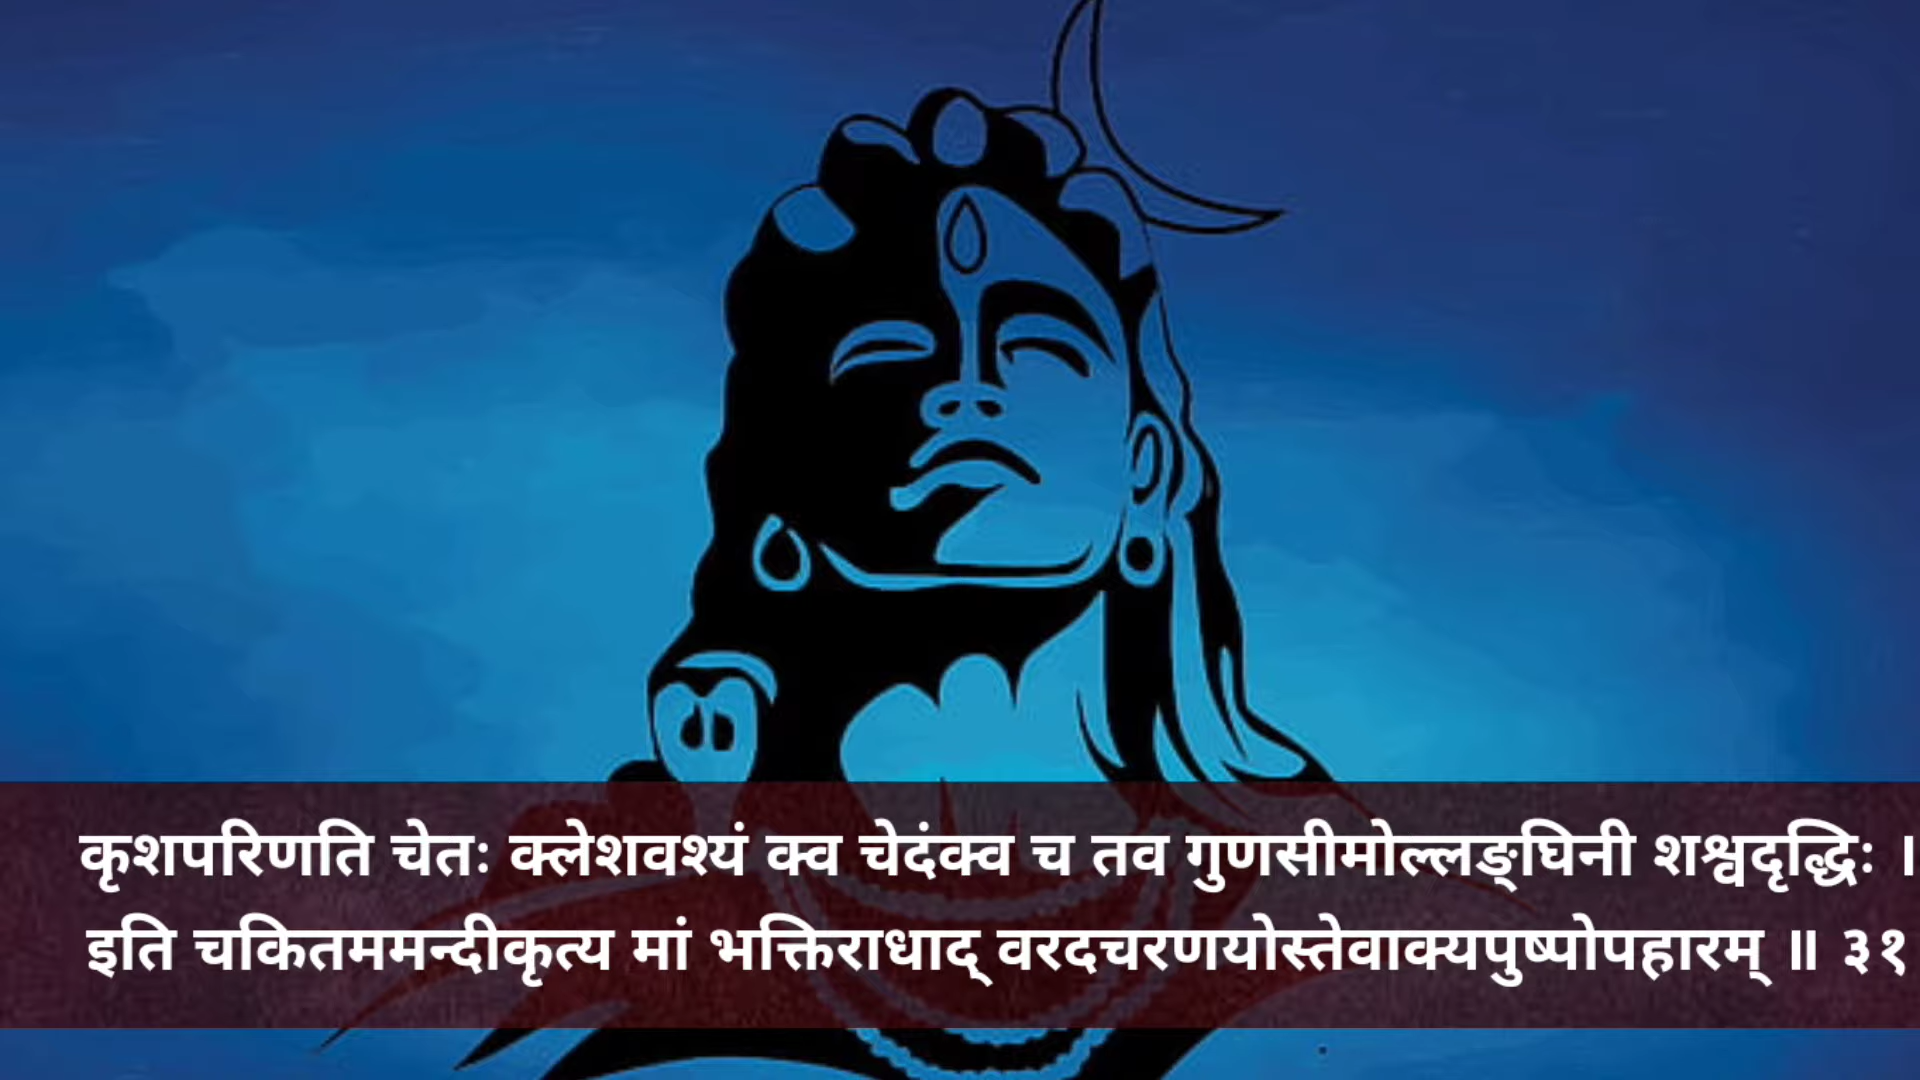 कृशपरिणति चेतः क्लेशवश्यं क्व चेदंक्व च तव गुणसीमोल्लङ्घिनी शश्वदृद्धिः ।
इति चकितममन्दीकृत्य मां भक्तिराधाद् वरदचरणयोस्तेवाक्यपुष्पोपहारम् ॥ ३१